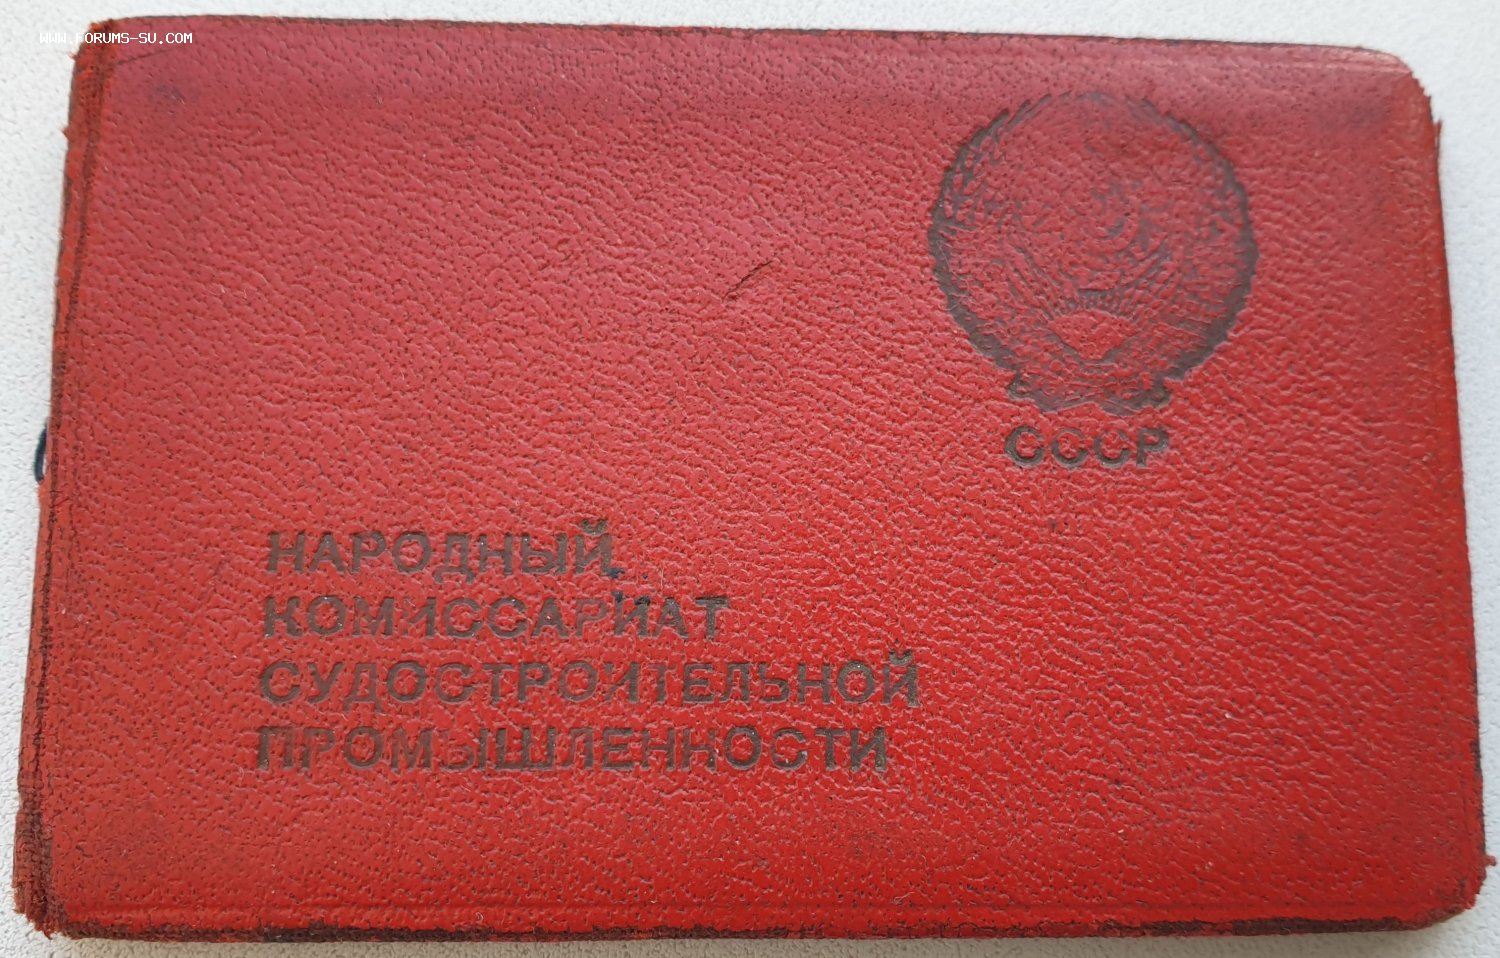 WWW.FORUMS-SU.COM
СССР
НАРОДНЫЙ
КОМИССАРИАТ
СУДОСТРОИТЕЛЬНОЙ
ПРОМЫШЛЕННОСТИ